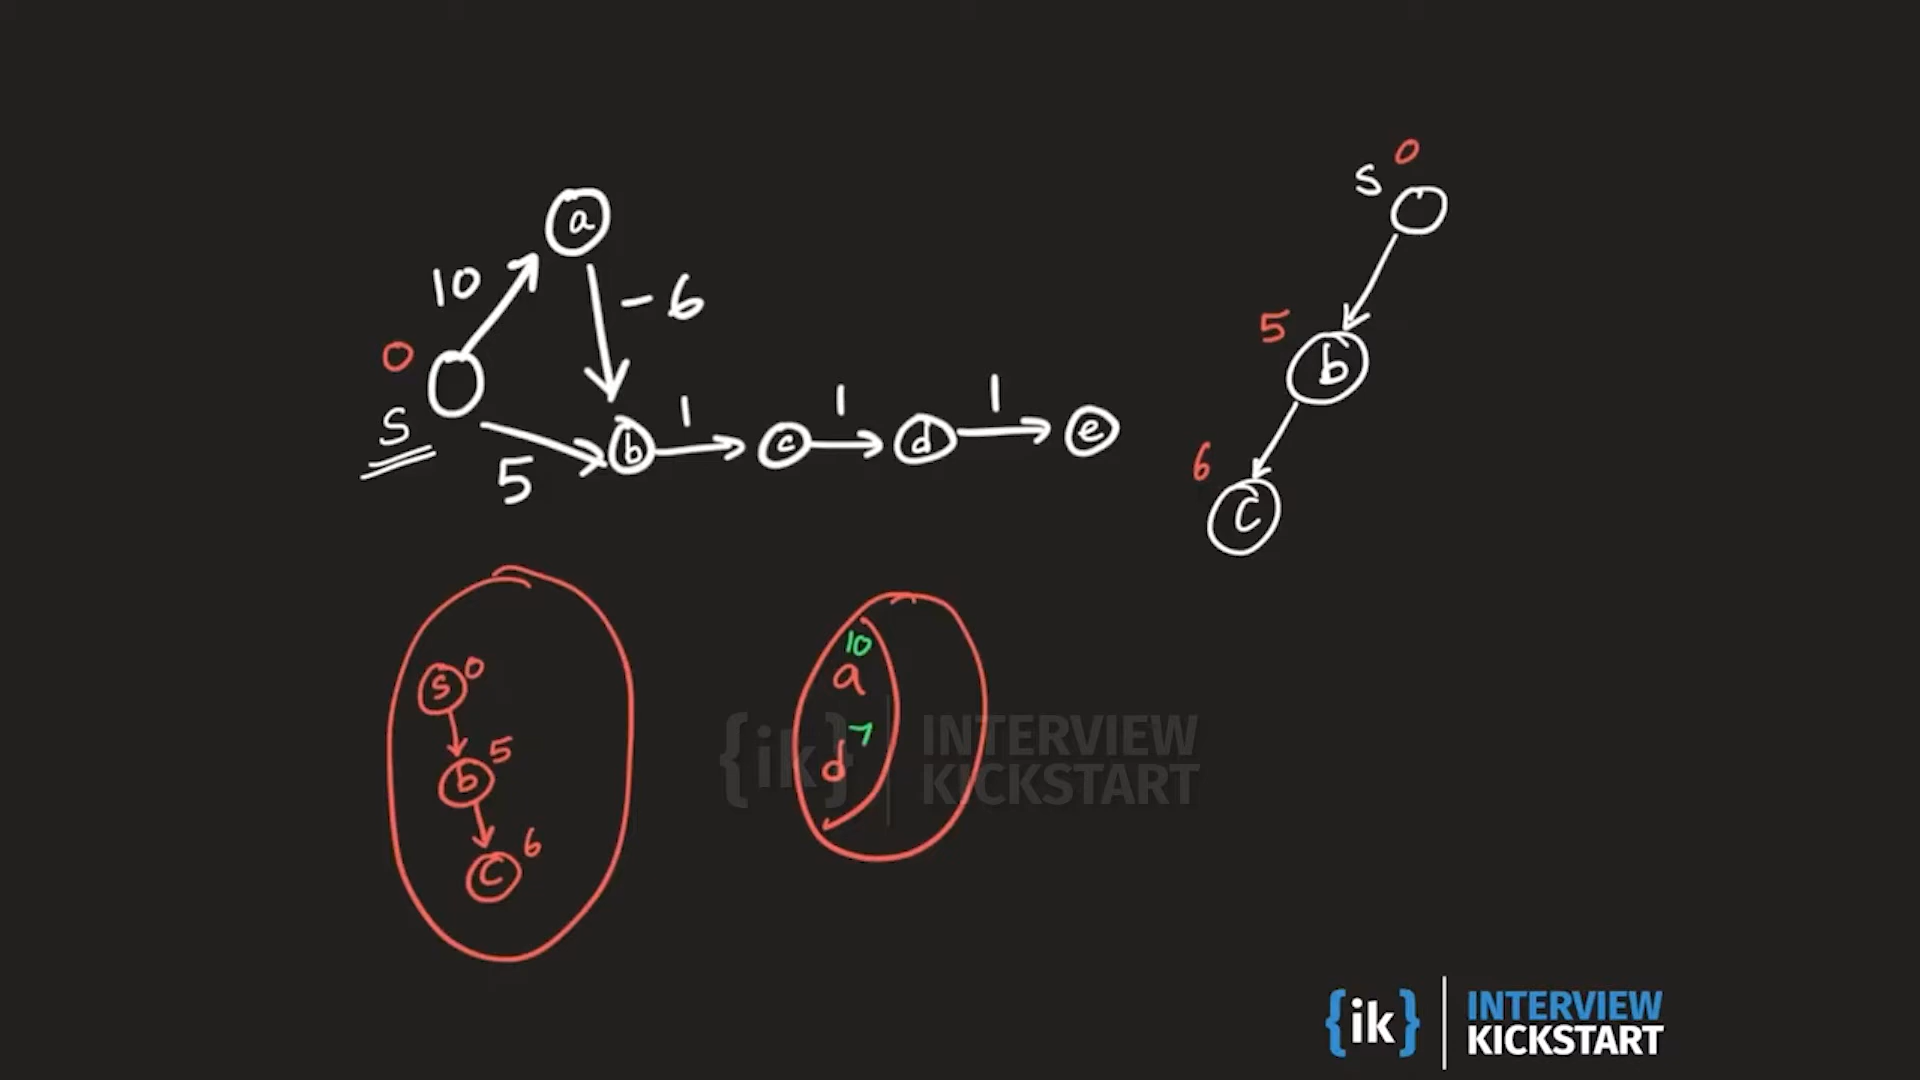 0
S
a
10
-6
0
S
5
1
1
1
b
c
d
e
5
b
6
C
S 0
b 5
C 6
10
a
7
d
{ik} INTERVIEW
KICKSTART
{ik} INTERVIEW
KICKSTART